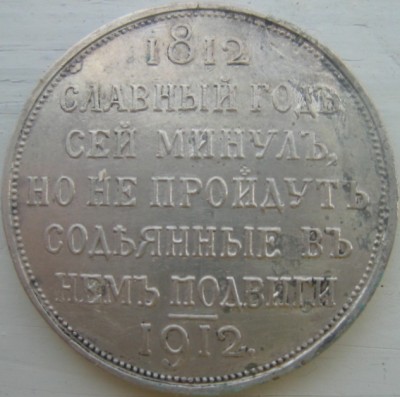 1812
СЛАВНЫЙ ГОДЪ
СЕЙ МИНУЛЪ,
НО НЕ ПРОЙДУТЪ
СОДѢЯННЫЕ ВЪ
НЕМЪ ПОДВИГИ
1912.